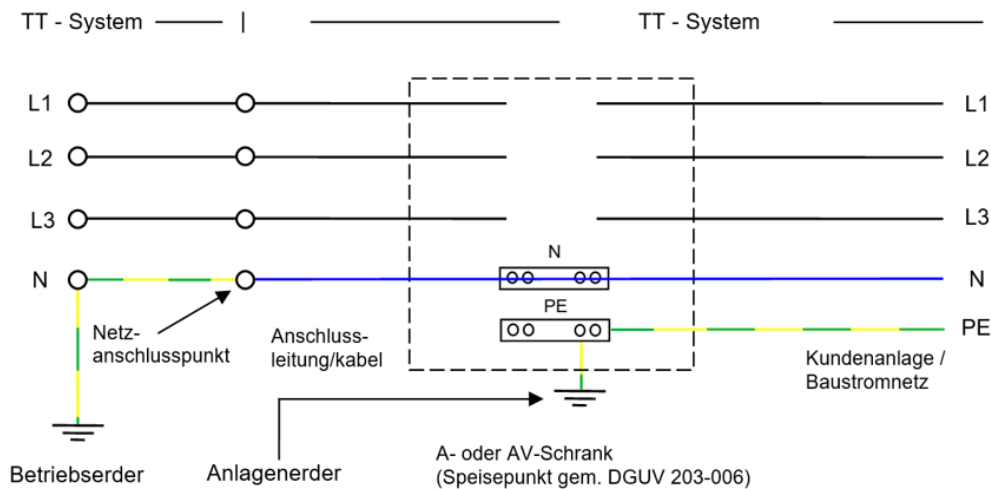 TT - System
TT - System
L1
L1
L2
L2
L3
L3
N
N
N
PE
PE
Netz-
anschlusspunkt
Anschluss-
leitung/kabel
Kundenanlage /
Baustromnetz
Betriebserder
Anlagenerder
A- oder AV-Schrank
(Speisepunkt gem. DGUV 203-006)